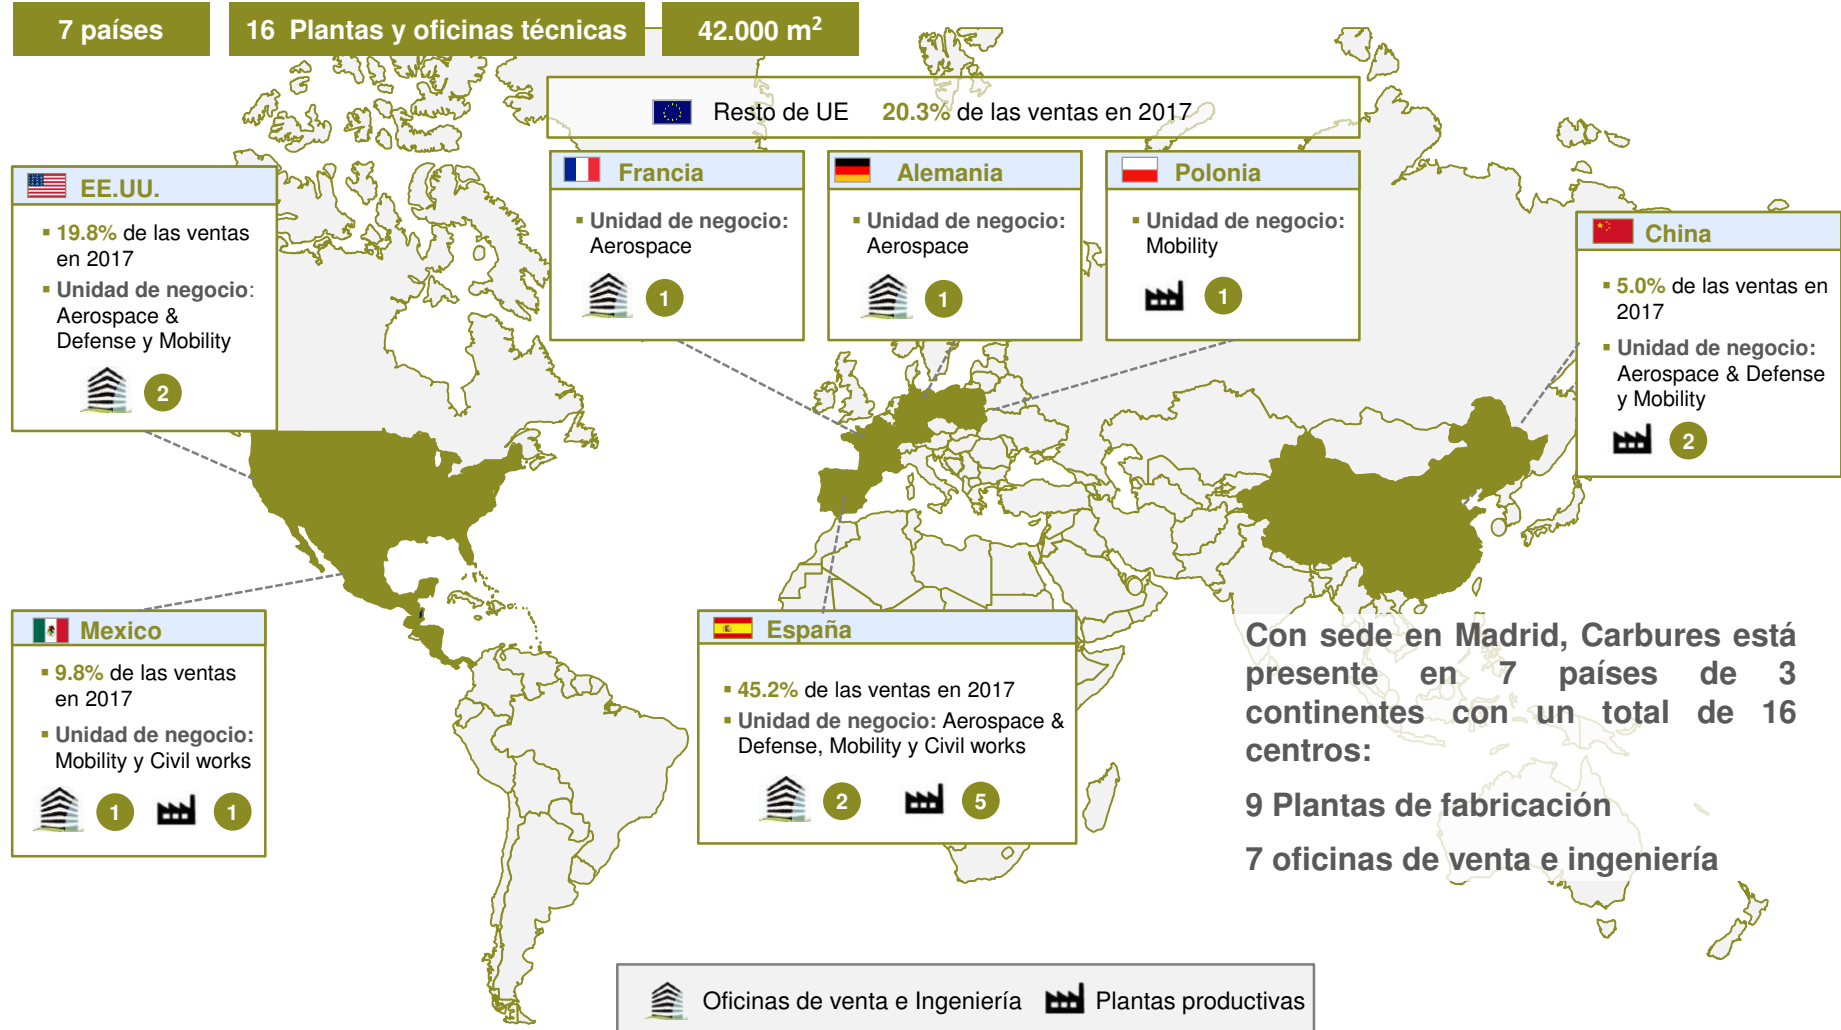 7 países
16 Plantas y oficinas técnicas
42.000 m²
Resto de UE 20.3% de las ventas en 2017
EE.UU.
▪ 19.8% de las ventas
en 2017
▪ Unidad de negocio:
Aerospace &
Defense y Mobility
2
Francia
▪ Unidad de negocio:
Aerospace
1
Alemania
▪ Unidad de negocio:
Aerospace
1
Polonia
▪ Unidad de negocio:
Mobility
1
China
▪ 5.0% de las ventas en
2017
▪ Unidad de negocio:
Aerospace & Defense
y Mobility
2
Mexico
▪ 9.8% de las ventas
en 2017
▪ Unidad de negocio:
Mobility y Civil works
1 1
España
▪ 45.2% de las ventas en 2017
▪ Unidad de negocio: Aerospace &
Defense, Mobility y Civil works
2 5
Con sede en Madrid, Carbures está
presente en 7 países de 3
continentes con un total de 16
centros:
9 Plantas de fabricación
7 oficinas de venta e ingeniería
Oficinas de venta e Ingeniería Plantas productivas